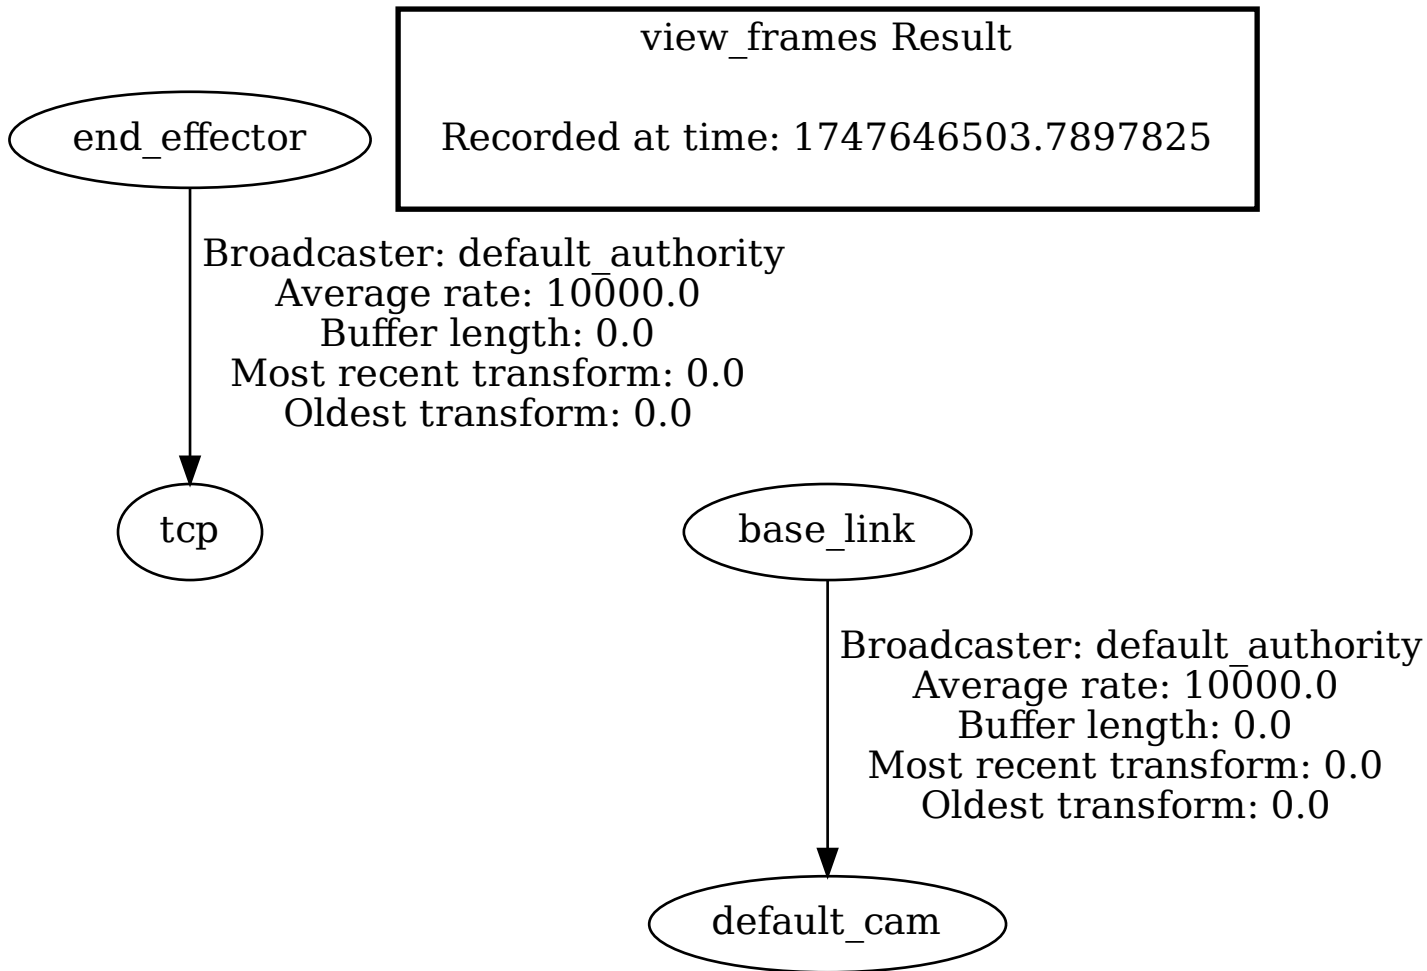 view_frames Result
end_effector
Recorded at time: 1747646503.7897825
Broadcaster: default_authority
Average rate: 10000.0
Buffer length: 0.0
Most recent transform: 0.0
Oldest transform: 0.0
tcp
base_link
Broadcaster: default_authority
Average rate: 10000.0
Buffer length: 0.0
Most recent transform: 0.0
Oldest transform: 0.0
default_cam